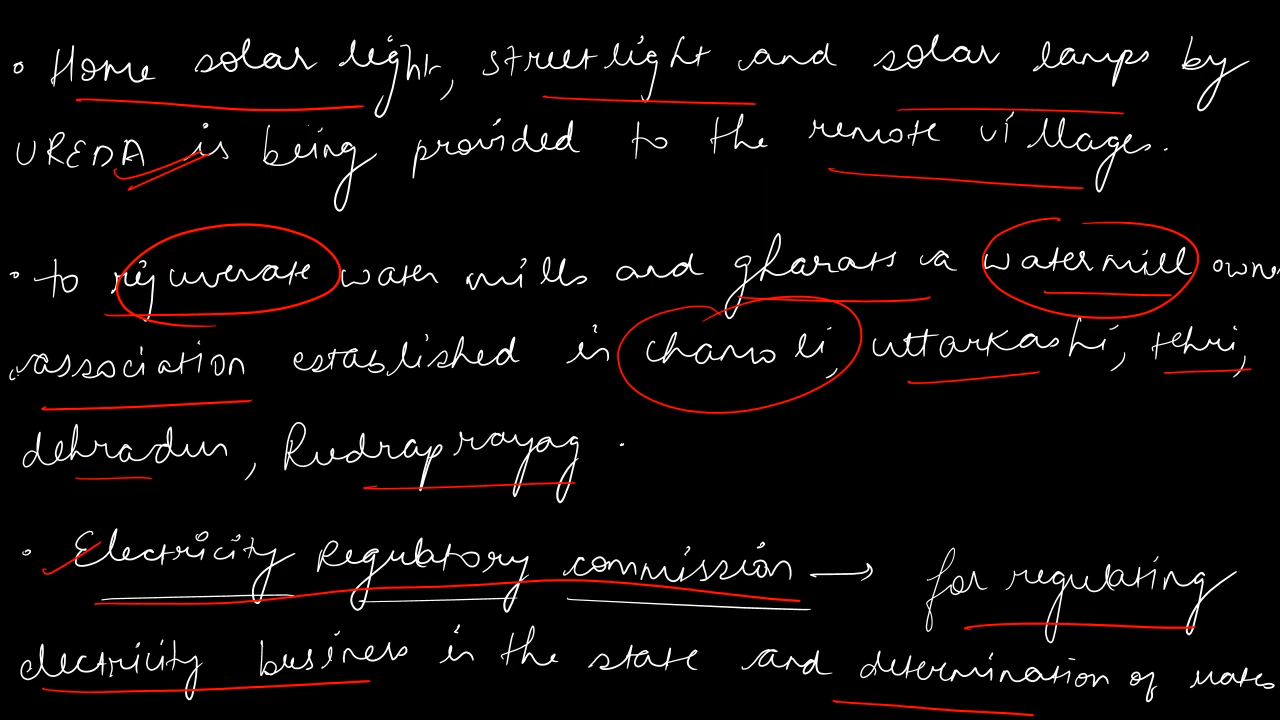 • Home solar light, streetlight and solar lamps by
UREDA is being provided to the remote villages.
• to rejuverate water mills and gharats a watermill owne
association established in chamoli, uttarkashi, tehri,
dehradun, Rudraprayag.
• Electricity Regulatory commission → for regulating
electricity business in the state and determination of rates